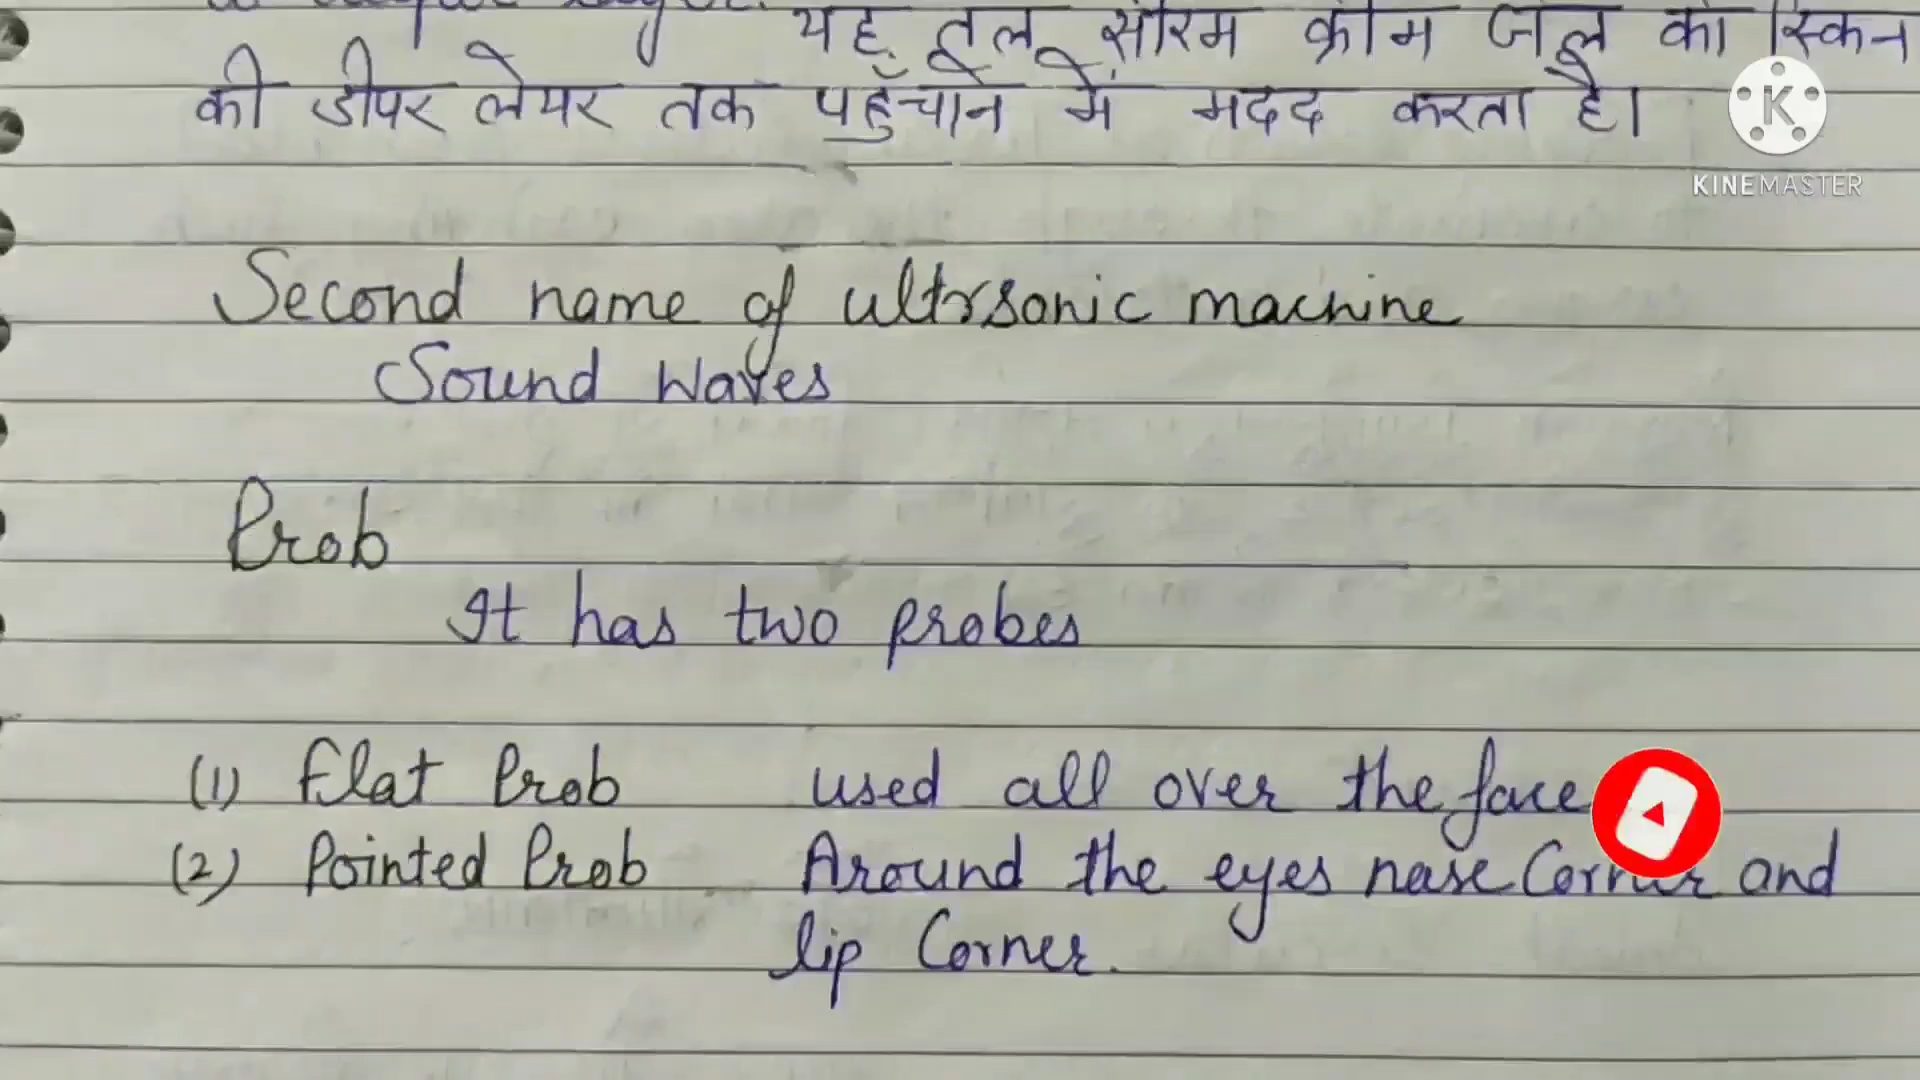 यह तेल सीरम क्रीम जेल को स्किन
की डीपर लेयर तक पहुँचाने में मदद करता है।
KINEMASTER
Second name of ultrsonic machine
Sound Waves
Prob
It has two probes
(1) Flat Prob used all over the face
(2) Pointed Prob Around the eyes nose Corner and
lip Corner.